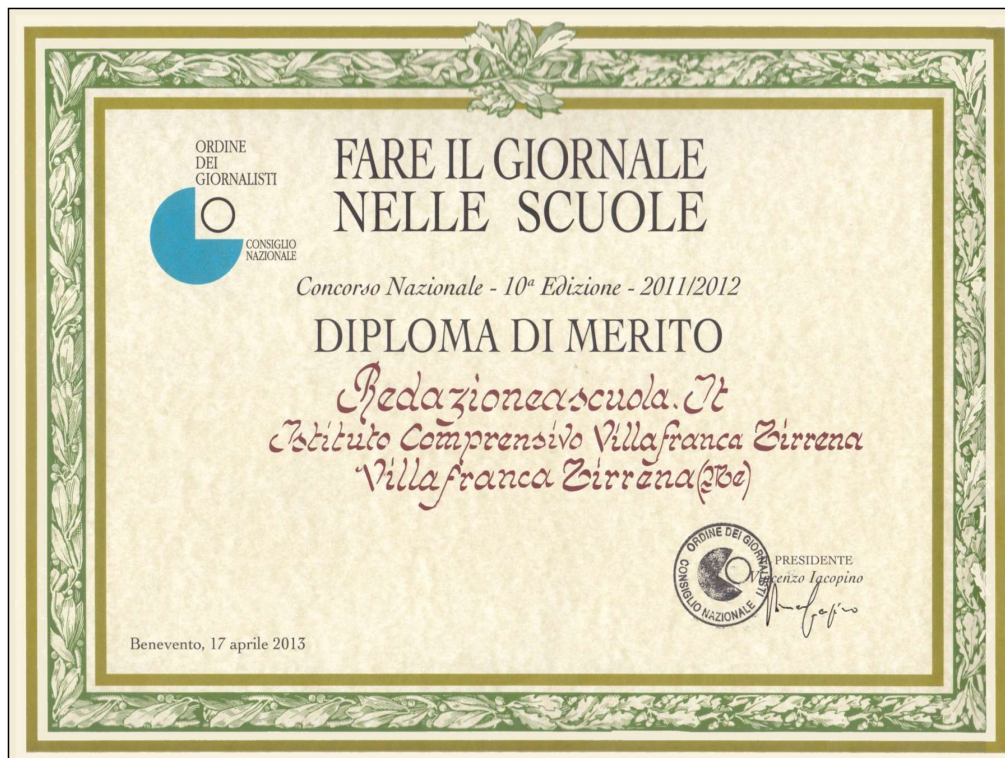 ORDINE
DEI
GIORNALISTI
CONSIGLIO
NAZIONALE
FARE IL GIORNALE
NELLE SCUOLE
Concorso Nazionale - 10ª Edizione - 2011/2012
DIPLOMA DI MERITO
Redazioneascuola.It
Istituto Comprensivo Villafranca Tirrena
Villafranca Tirrena (Me)
ORDINE DEI GIORNALISTI
CONSIGLIO NAZIONALE
PRESIDENTE
Vincenzo Iacopino
Benevento, 17 aprile 2013